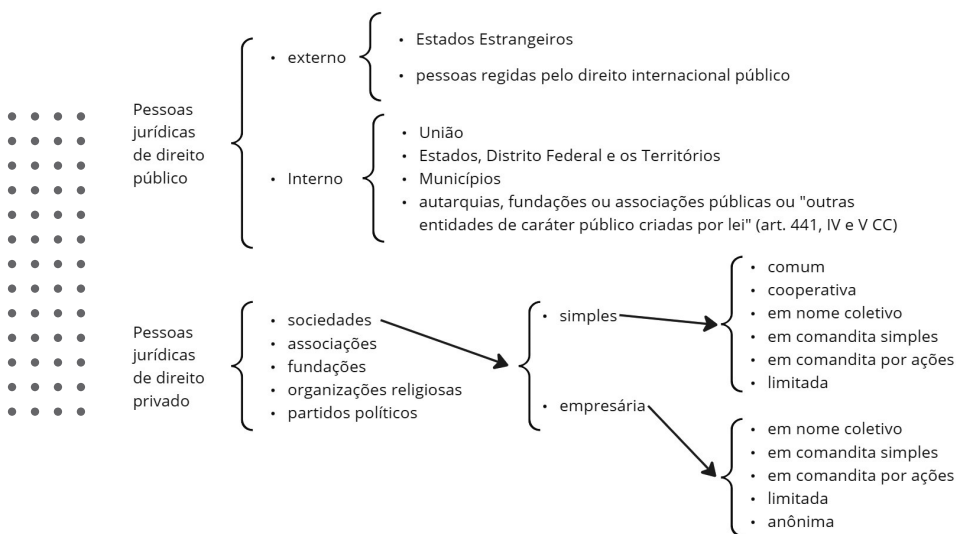 Pessoas
jurídicas
de direito
público
• externo
• Estados Estrangeiros
• pessoas regidas pelo direito internacional público
• Interno
• União
• Estados, Distrito Federal e os Territórios
• Municípios
• autarquias, fundações ou associações públicas ou "outras
entidades de caráter público criadas por lei" (art. 441, IV e V CC)
Pessoas
jurídicas
de direito
privado
• sociedades
• associações
• fundações
• organizações religiosas
• partidos políticos
• simples
• comum
• cooperativa
• em nome coletivo
• em comandita simples
• em comandita por ações
• limitada
• empresária
• em nome coletivo
• em comandita simples
• em comandita por ações
• limitada
• anônima